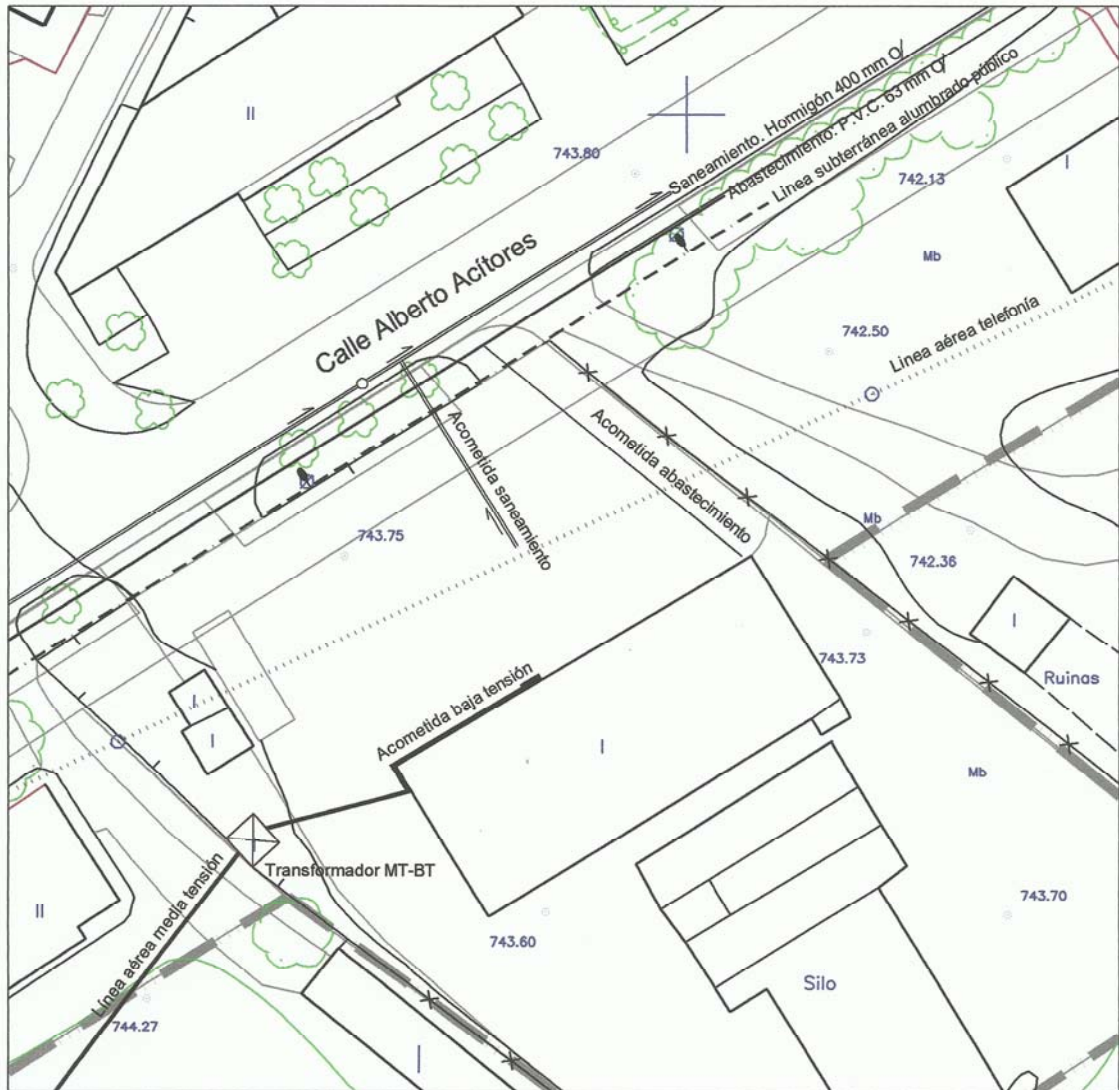 II
743.80
Saneamiento. Hormigón 400 mm O/
Abastecimiento. P.V.C. 63 mm O/
Línea subterránea alumbrado público
742.13
I
Mb
Calle Alberto Acítores
742.50
Línea aérea telefonía
Acometida saneamiento
Acometida abastecimiento
743.75
Mb
742.36
I
Ruinas
743.73
I
I
Acometida baja tensión
I
Mb
Transformador MT-BT
Línea aérea media tensión
II
743.60
743.70
Silo
744.27
I